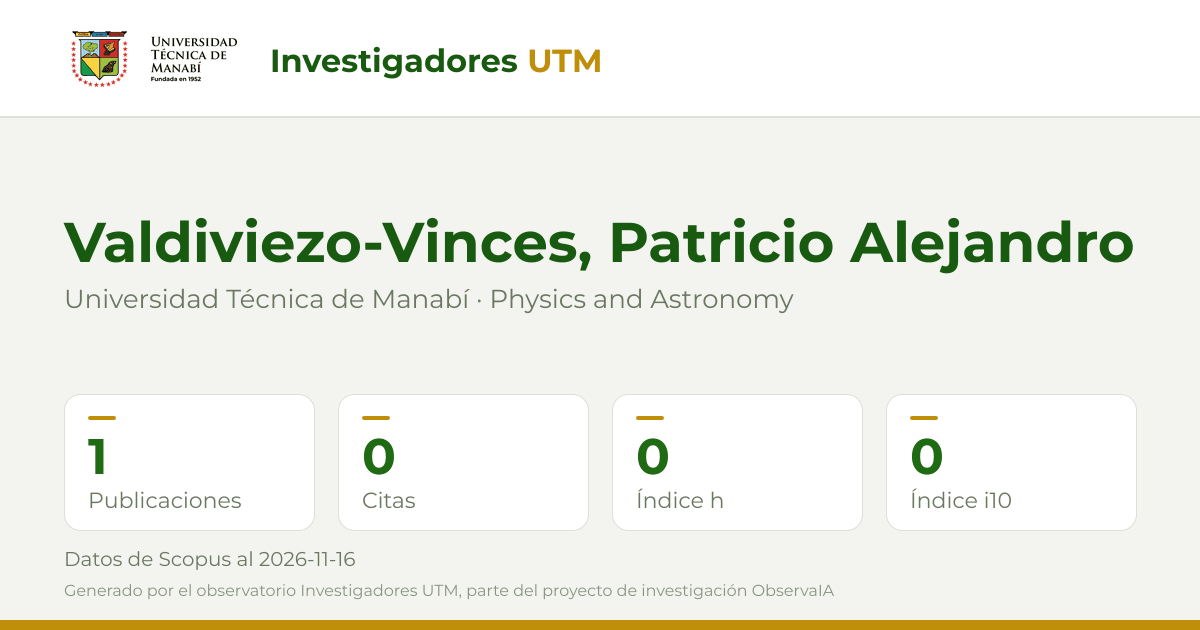 UNIVERSIDAD
TÉCNICA DE
MANABÍ
Fundada en 1952
Investigadores UTM
Valdiviezo-Vinces, Patricio Alejandro
Universidad Técnica de Manabí · Physics and Astronomy
1
Publicaciones
0
Citas
0
Índice h
0
Índice i10
Datos de Scopus al 2026-11-16
Generado por el observatorio Investigadores UTM, parte del proyecto de investigación ObservaIA